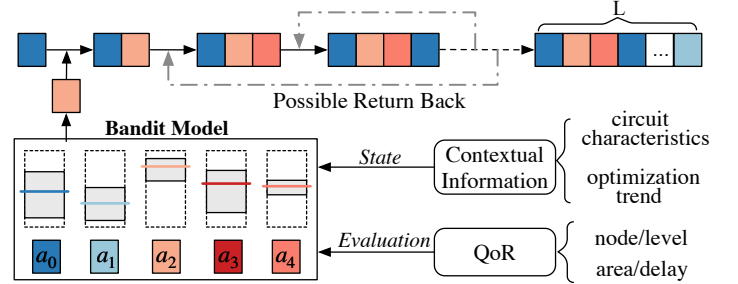 L
...
Possible Return Back
Bandit Model
State
Contextual
Information
circuit
characteristics
optimization
trend
Evaluation
QoR
node/level
area/delay
a0
a1
a2
a3
a4